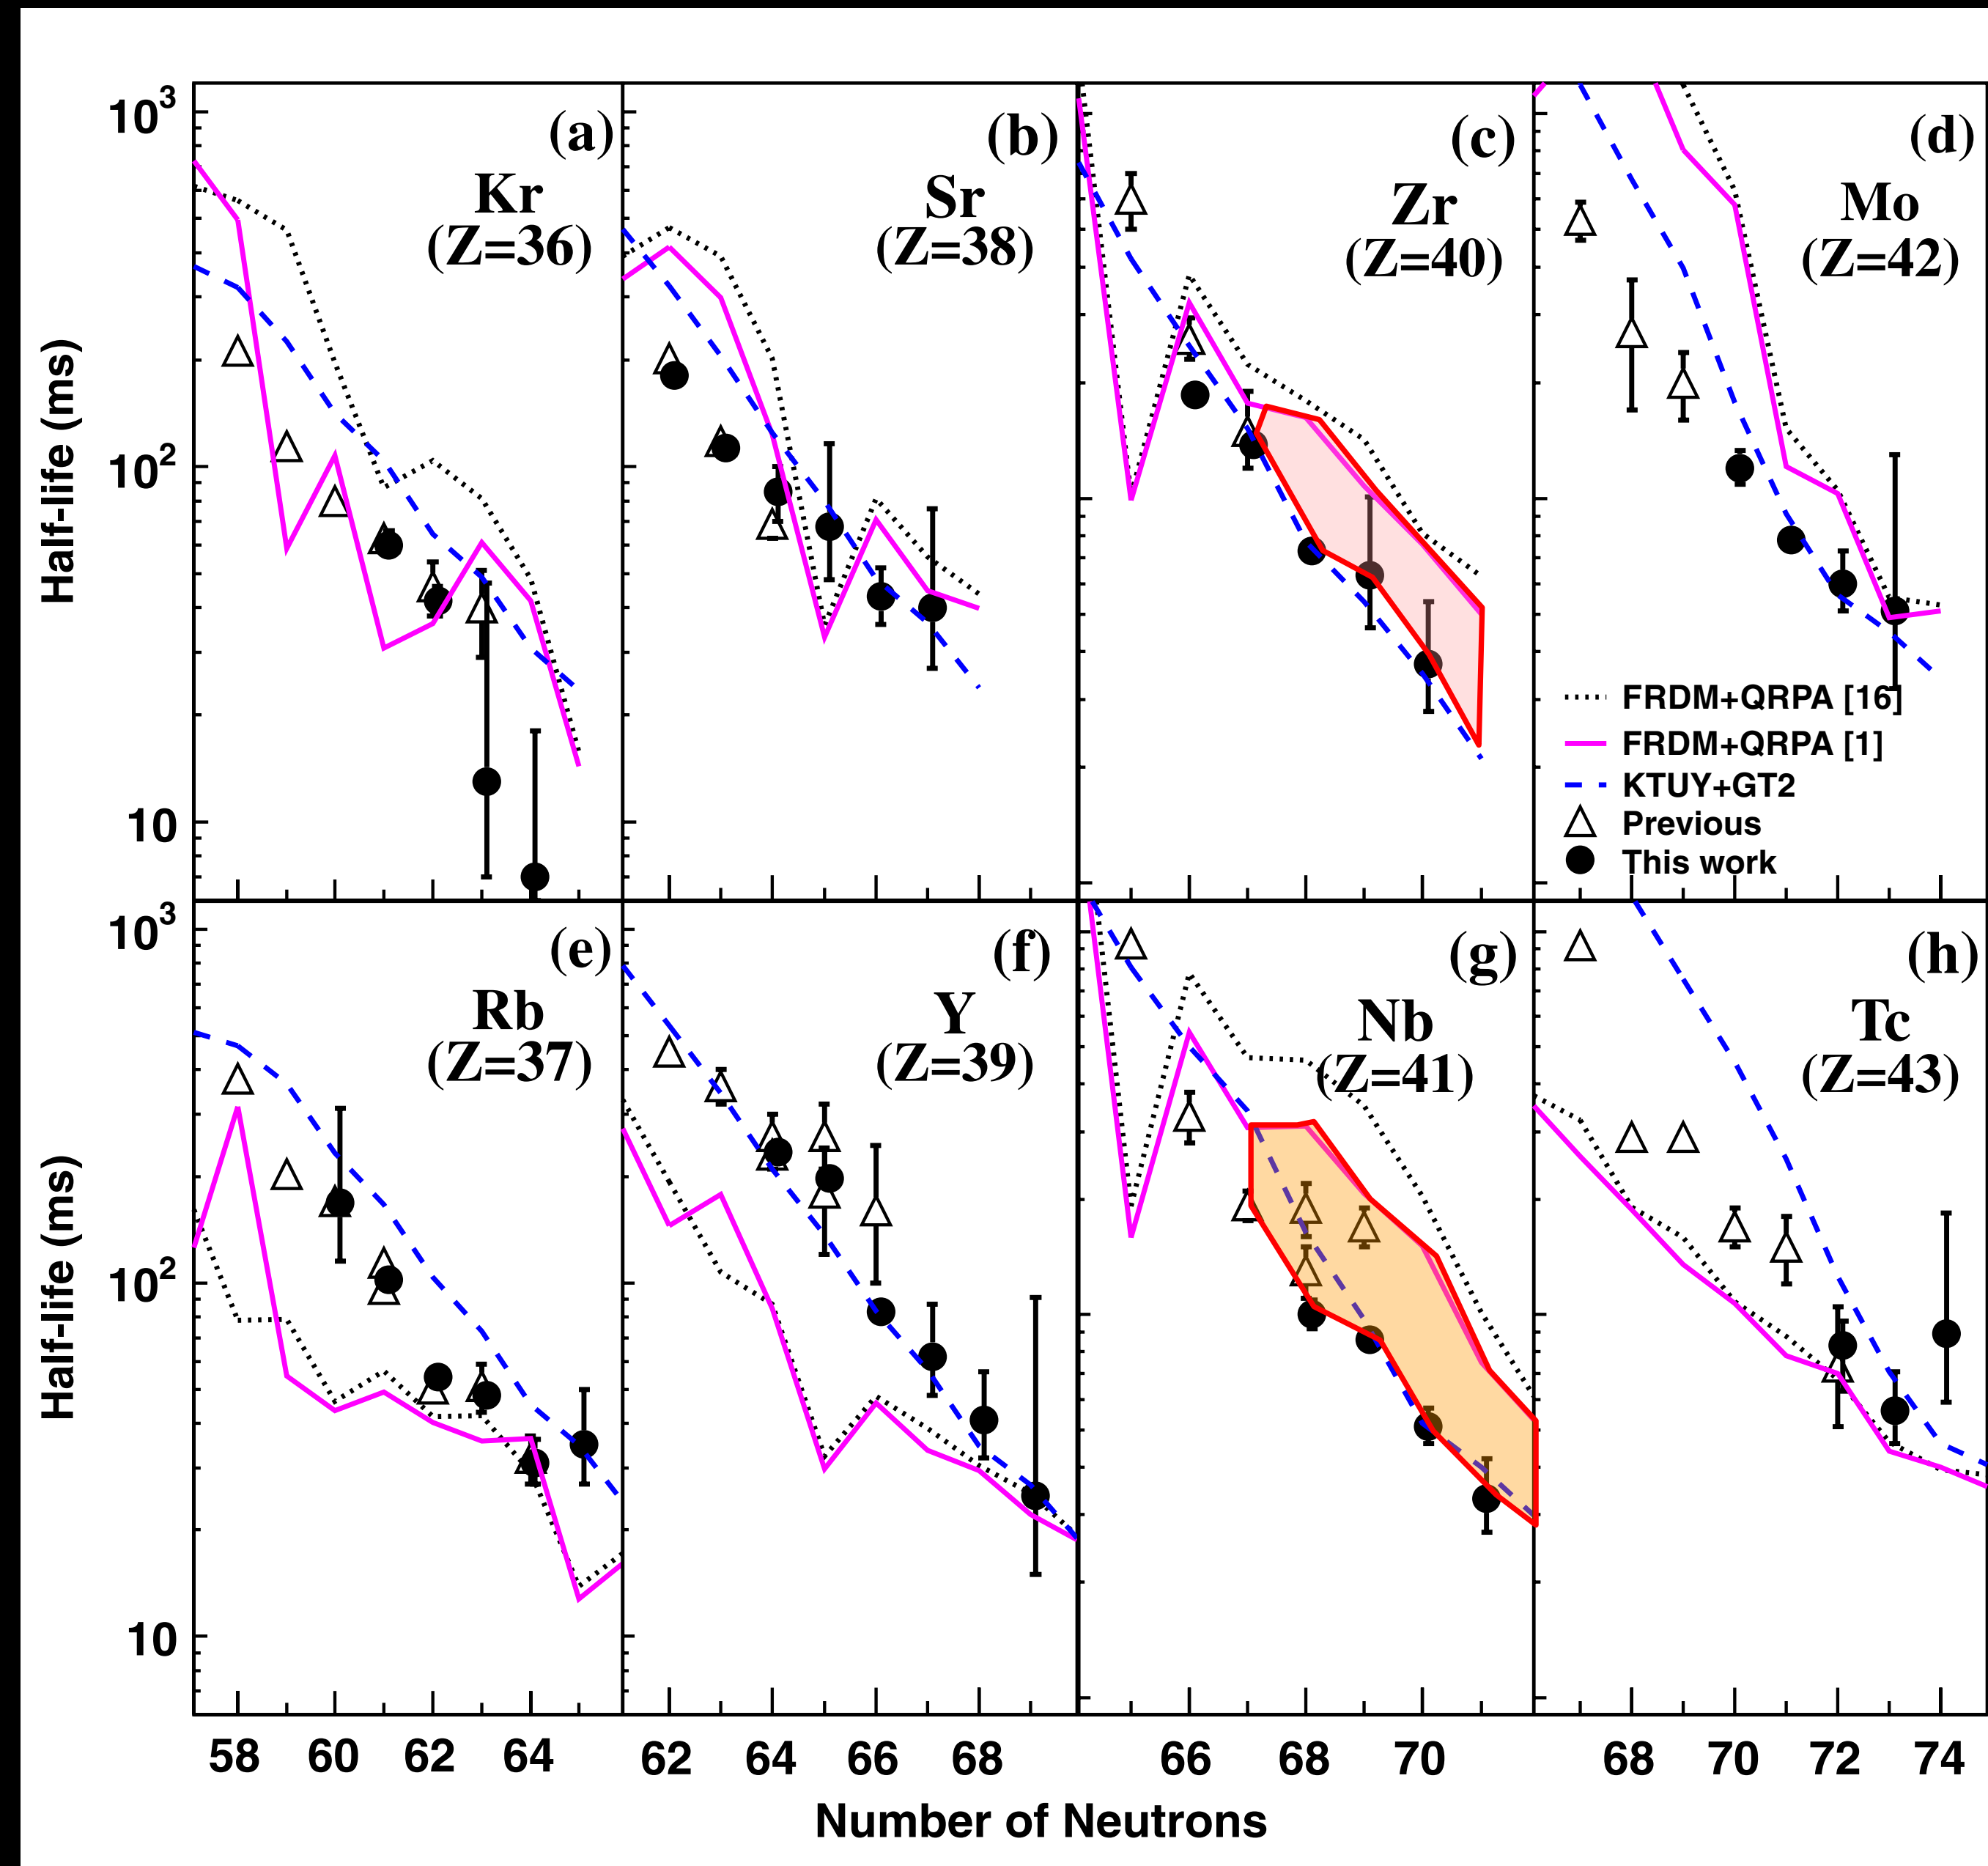 (a)
Kr
(Z=36)
(b)
Sr
(Z=38)
(c)
Zr
(Z=40)
(d)
Mo
(Z=42)
10³
10²
10
Half-life (ms)
FRDM+QRPA [16]
FRDM+QRPA [1]
KTUY+GT2
Previous
This work
(e)
Rb
(Z=37)
(f)
Y
(Z=39)
(g)
Nb
(Z=41)
(h)
Tc
(Z=43)
10³
10²
10
Half-life (ms)
58 60 62 64 62 64 66 68 66 68 70 68 70 72 74
Number of Neutrons